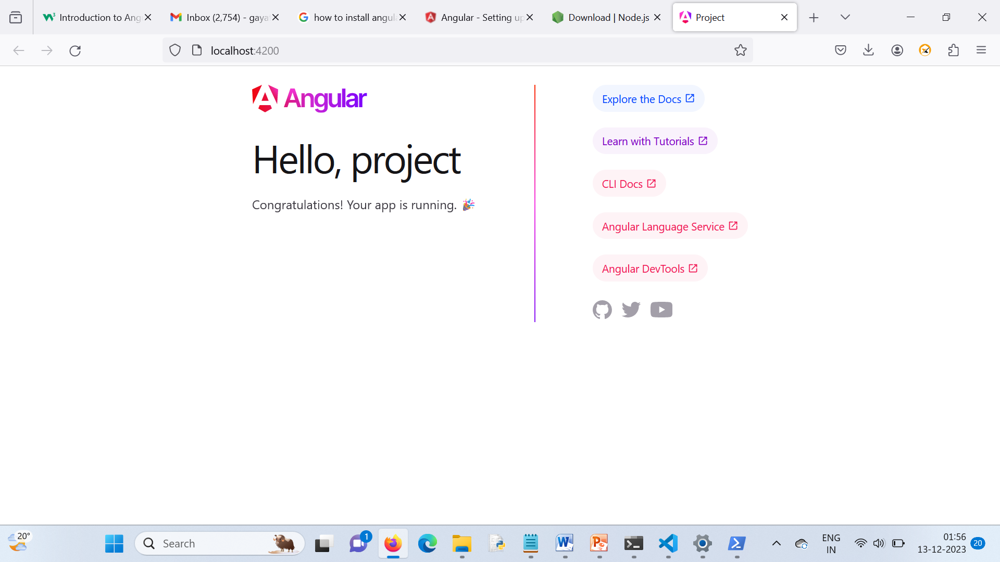 Introduction to Ang
Inbox (2,754) - gaya
how to install angula
Angular - Setting up
Download | Node.js
Project
localhost:4200
Angular
Hello, project
Congratulations! Your app is running. 🎉
Explore the Docs
Learn with Tutorials
CLI Docs
Angular Language Service
Angular DevTools
20°
Search
1
ENG
IN
01:56
13-12-2023
20